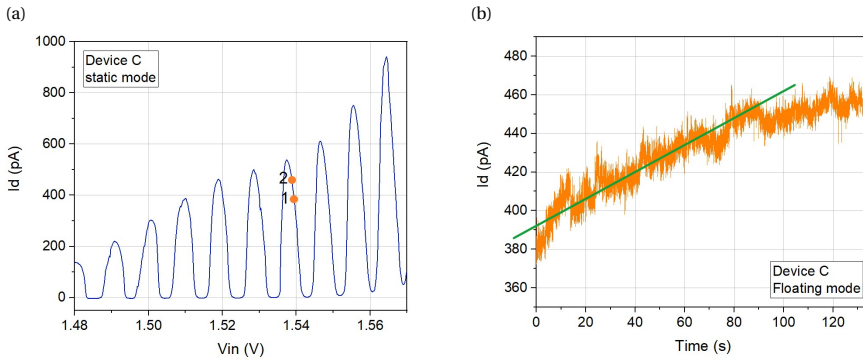 (a)
Device C
static mode
Id (pA)
1000
800
600
400
200
0
2
1
1.48
1.50
1.52
1.54
1.56
Vin (V)
(b)
Id (pA)
480
460
440
420
400
380
360
Device C
Floating mode
0
20
40
60
80
100
120
Time (s)